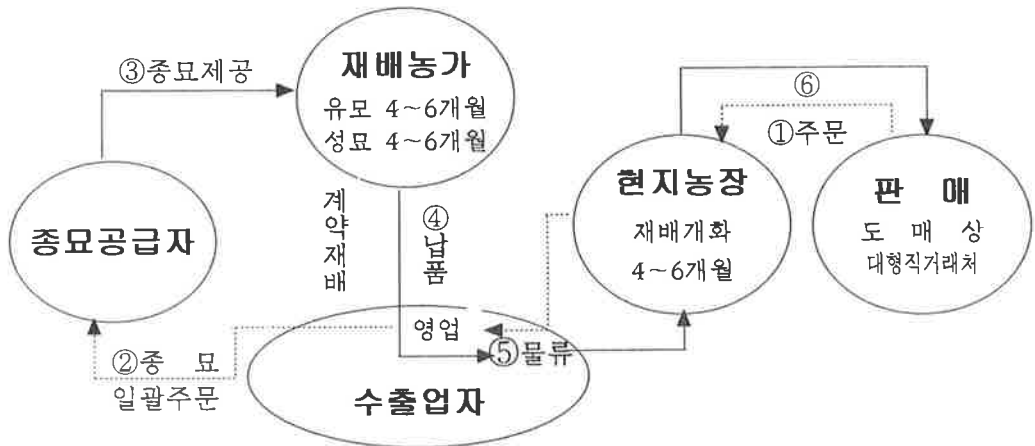 ③종묘제공
재배농가
유모 4~6개월
성묘 4~6개월
⑥
①주문
현지농장
재배개화
4~6개월
판 매
도 매 상
대형직거래처
종묘공급자
계약재배
④납품
영업
⑤물류
②종 묘
일괄주문
수출업자